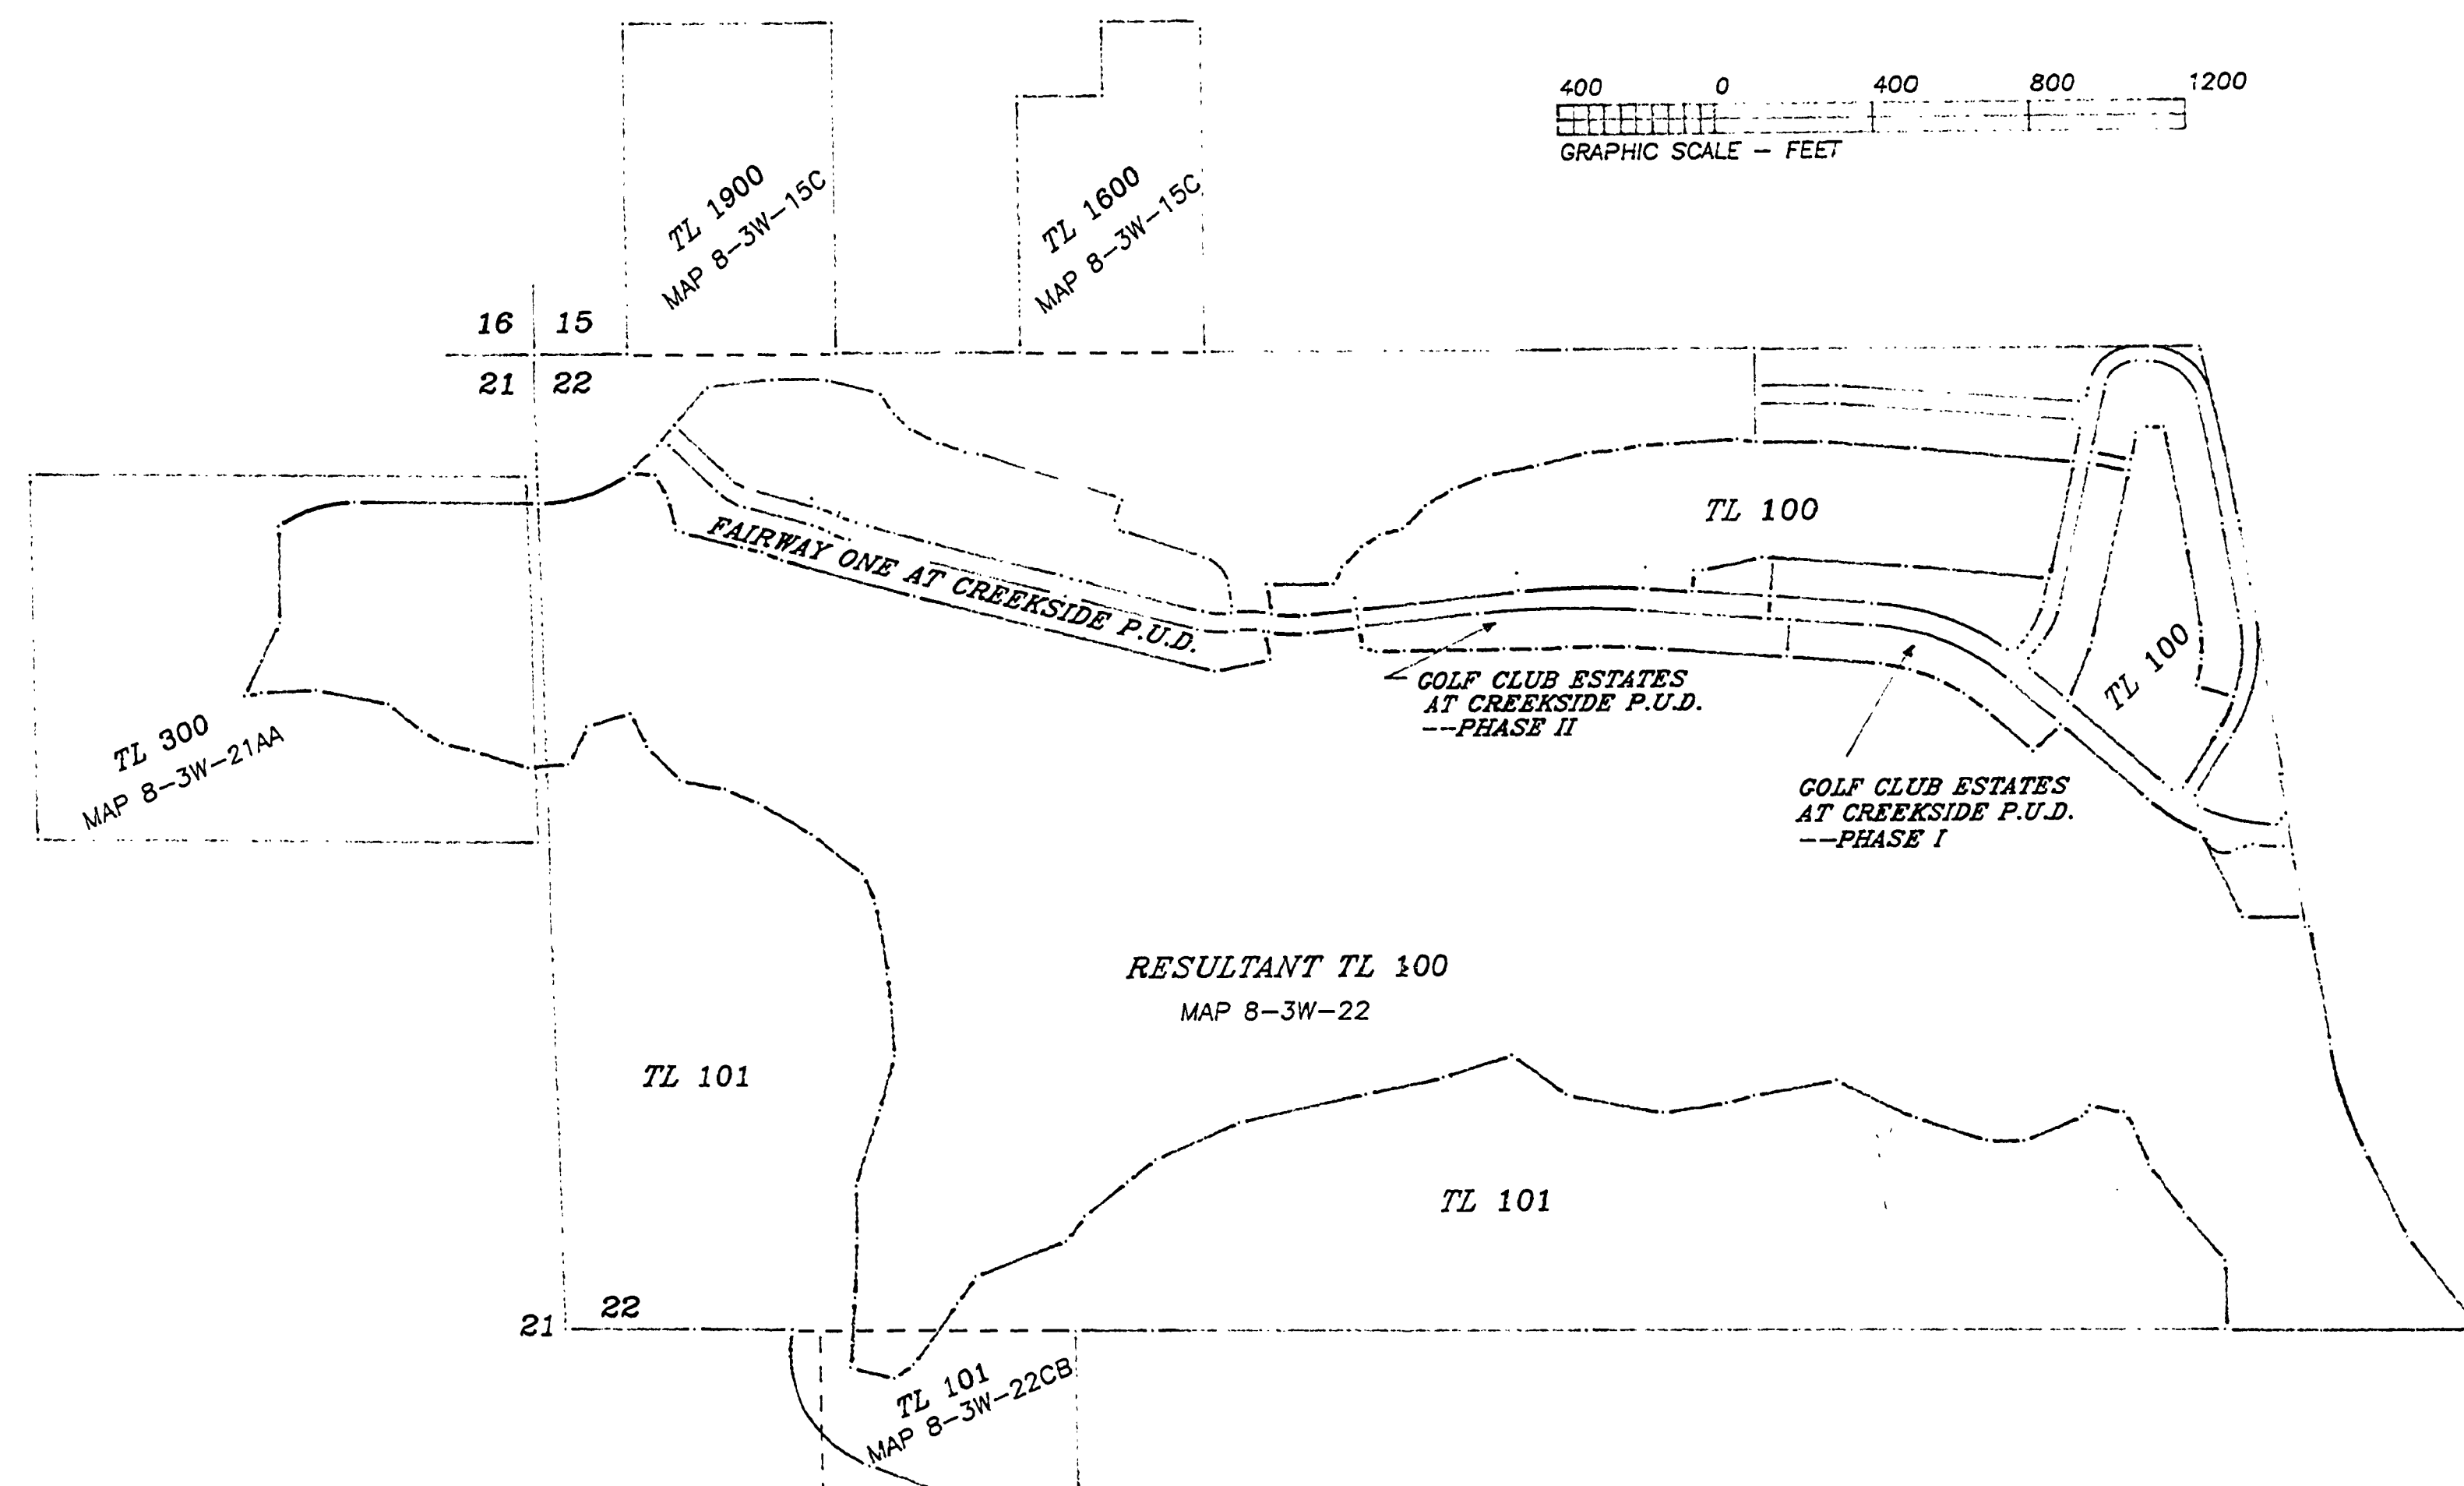 400 0 400 800 1200
GRAPHIC SCALE - FEET
TL 1900
MAP 8-3W-15C
TL 1600
MAP 8-3W-15C
16 15
21 22
TL 100
FAIRWAY ONE AT CREEKSIDE P.U.D.
TL 100
GOLF CLUB ESTATES
AT CREEKSIDE P.U.D.
--PHASE II
TL 300
MAP 8-3W-21AA
GOLF CLUB ESTATES
AT CREEKSIDE P.U.D.
--PHASE I
RESULTANT TL 100
MAP 8-3W-22
TL 101
TL 101
21 22
TL 101
MAP 8-3W-22CB